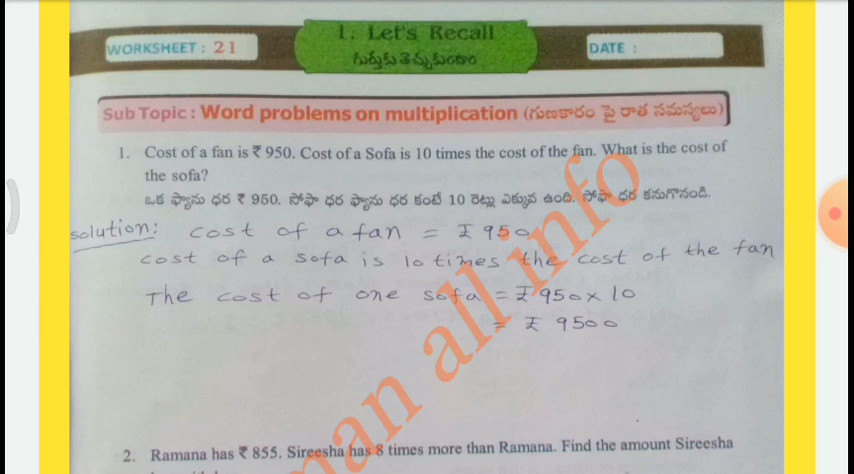 WORKSHEET : 21
1. Let's Recall
గుర్తుకు తెచ్చుకుందాం
DATE :
Sub Topic : Word problems on multiplication (గుణకారం పై రాత సమస్యలు)
1. Cost of a fan is ₹ 950. Cost of a Sofa is 10 times the cost of the fan. What is the cost of
the sofa?
ఒక ఫ్యాను ధర ₹ 950. సోఫా ధర ఫ్యాను ధర కంటే 10 రెట్లు ఎక్కువ ఉంది. సోఫా ధర కనుగొనండి.
solution: cost of a fan = ₹ 950
cost of a sofa is 10 times the cost of the fan
The cost of one sofa = ₹ 950 x 10
= ₹ 9500
man all info
2. Ramana has ₹ 855. Sireesha has 8 times more than Ramana. Find the amount Sireesha